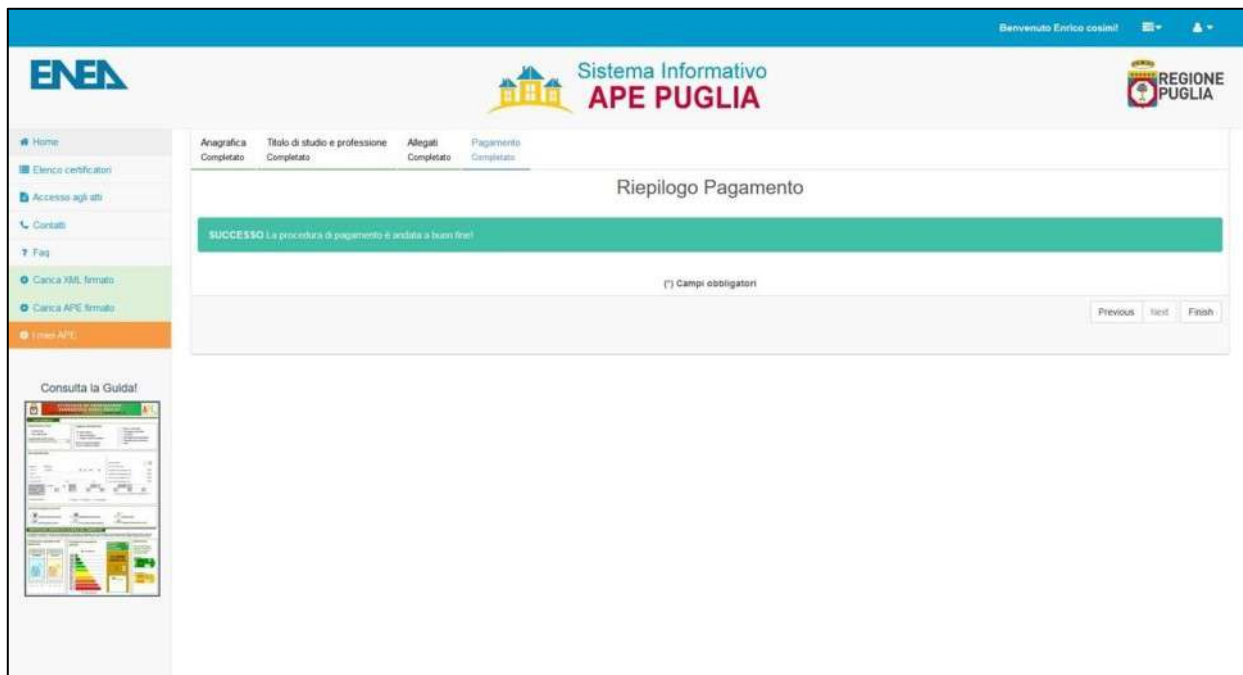 Benvenuto Enrico cosimi!
ENEA
Sistema Informativo
APE PUGLIA
REGIONE
PUGLIA
Home
Elenco certificatori
Accesso agli atti
Contatti
? Faq
Carica XML firmato
Carica APE firmato
I miei APE
Consulta la Guida!
Anagrafica Titolo di studio e professione Allegati Pagamento
Completato Completato Completato Completato
Riepilogo Pagamento
SUCCESSO La procedura di pagamento è andata a buon fine!
(*) Campi obbligatori
Previous Next Finish